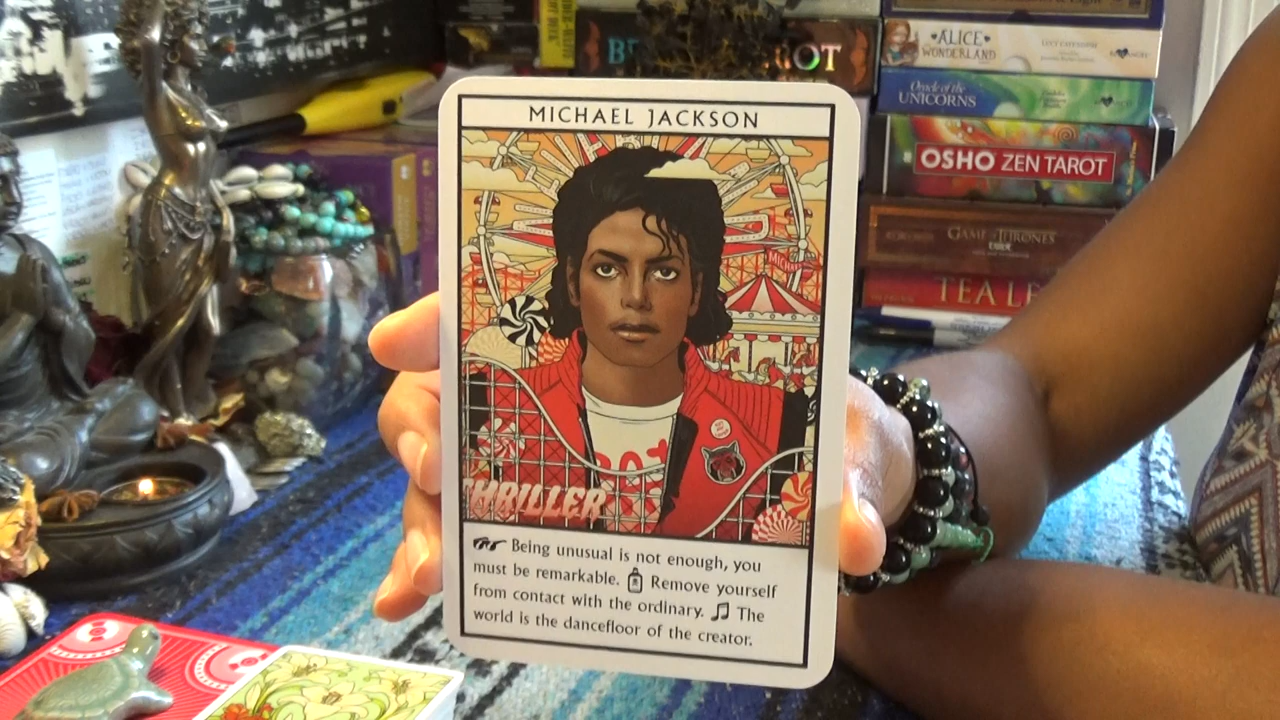 MICHAEL JACKSON
MICHAEL
THRILLER
Being unusual is not enough, you
must be remarkable. Remove yourself
from contact with the ordinary. The
world is the dancefloor of the creator.
ALICE
WONDERLAND
Oracle of the
UNICORNS
OSHO ZEN TAROT
GAME OF THRONES
TEA LE